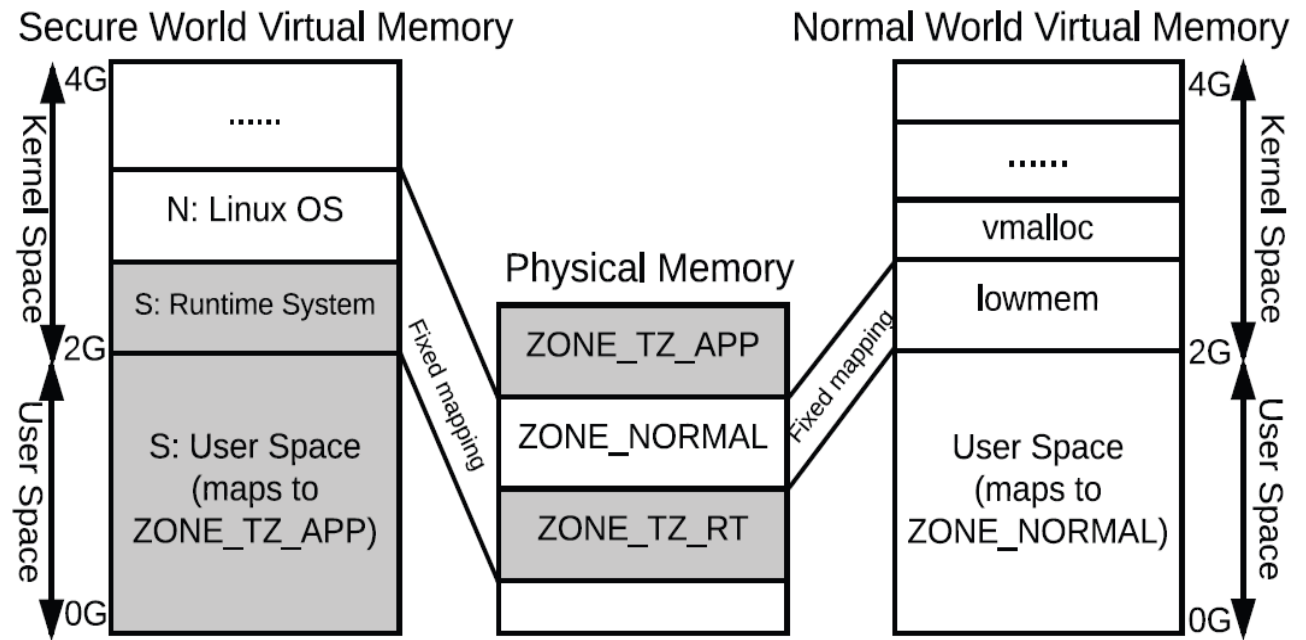 Secure World Virtual Memory
4G
Kernel Space
2G
User Space
0G
......
N: Linux OS
S: Runtime System
S: User Space
(maps to
ZONE_TZ_APP)
Fixed mapping
Physical Memory
ZONE_TZ_APP
ZONE_NORMAL
ZONE_TZ_RT
Fixed mapping
Normal World Virtual Memory
......
vmalloc
lowmem
User Space
(maps to
ZONE_NORMAL)
4G
Kernel Space
2G
User Space
0G